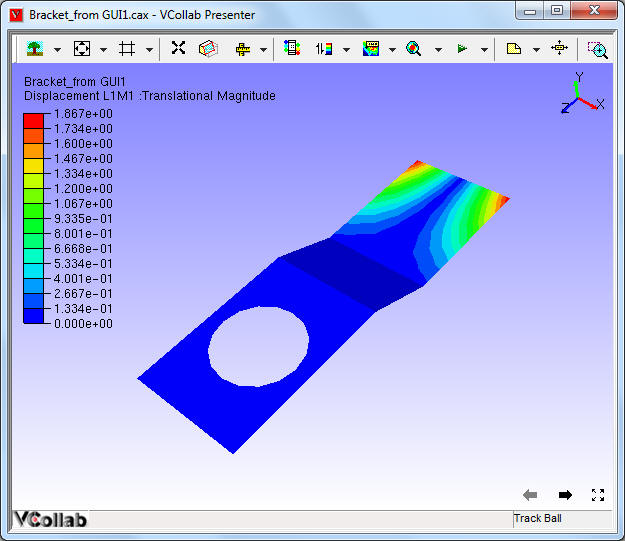 Bracket_from GUI1.cax - VCollab Presenter
Bracket_from GUI1
Displacement L1M1 :Translational Magnitude
1.867e+00
1.734e+00
1.600e+00
1.467e+00
1.334e+00
1.200e+00
1.067e+00
9.335e-01
8.001e-01
6.668e-01
5.334e-01
4.001e-01
2.667e-01
1.334e-01
0.000e+00
Y
X
Z
VCollab
Track Ball